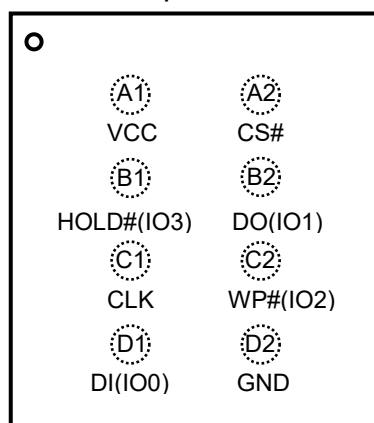 A1 A2
VCC CS#
B1 B2
HOLD#(IO3) DO(IO1)
C1 C2
CLK WP#(IO2)
D1 D2
DI(IO0) GND